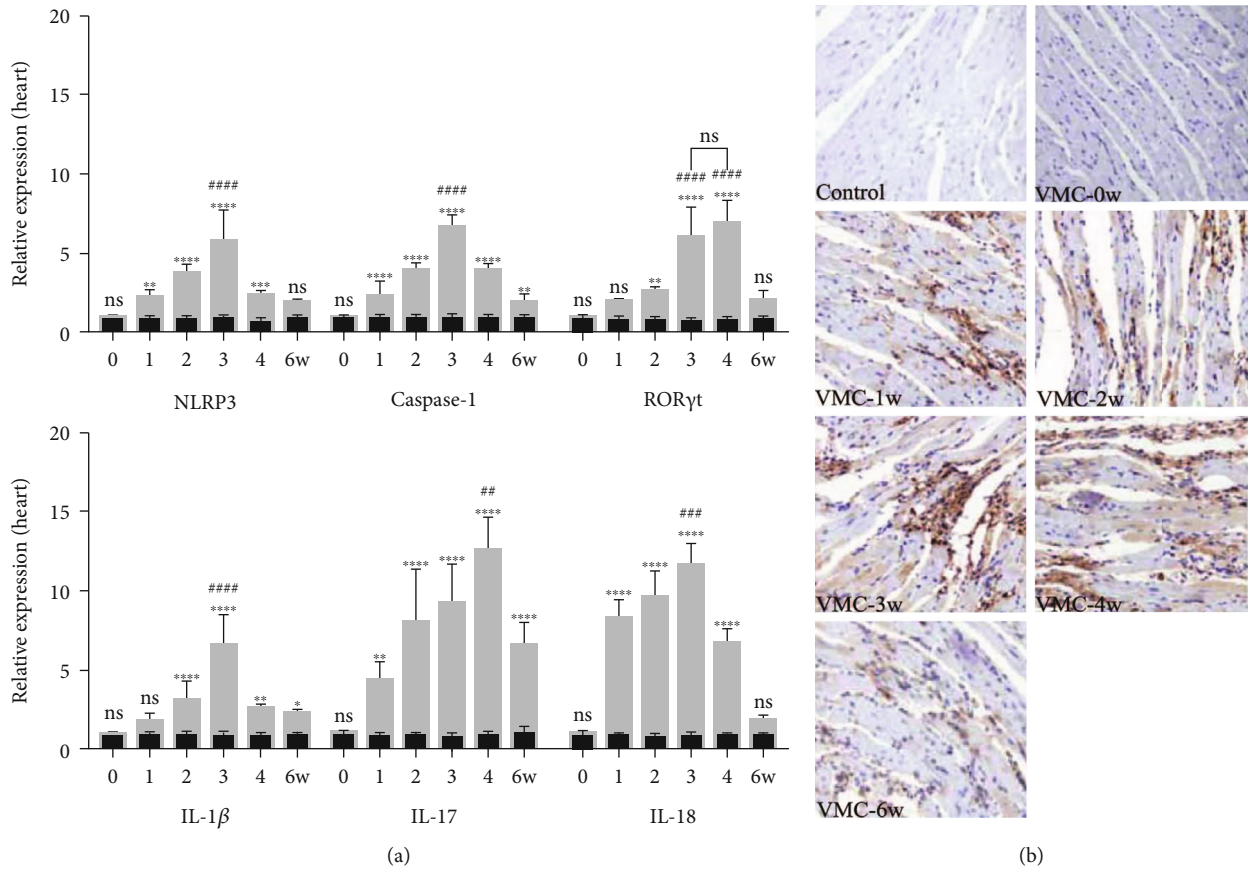 20
15
10
5
0
Relative expression (heart)
ns
**
****
####
****
***
ns
ns
****
****
####
****
****
**
ns
**
ns
####
****
####
****
ns
0 1 2 3 4 6w
0 1 2 3 4 6w
0 1 2 3 4 6w
NLRP3
Caspase-1
RORγt
20
15
10
5
0
Relative expression (heart)
ns
ns
****
####
****
**
*
ns
**
****
****
##
****
****
ns
****
****
###
****
****
ns
0 1 2 3 4 6w
0 1 2 3 4 6w
0 1 2 3 4 6w
IL-1β
IL-17
IL-18
(a)
Control
VMC-0w
VMC-1w
VMC-2w
VMC-3w
VMC-4w
VMC-6w
(b)